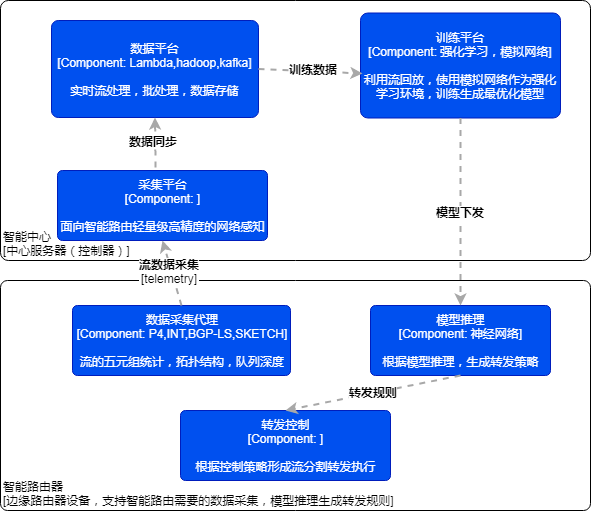 数据平台
[Component: Lambda,hadoop,kafka]
实时流处理，批处理，数据存储
训练数据
训练平台
[Component: 强化学习，模拟网络]
利用流回放，使用模拟网络作为强化
学习环境，训练生成最优化模型
数据同步
采集平台
[Component: ]
面向智能路由轻量级高精度的网络感知
模型下发
智能中心
[中心服务器（控制器）]
流数据采集
[telemetry]
数据采集代理
[Component: P4,INT,BGP-LS,SKETCH]
流的五元组统计，拓扑结构，队列深度
模型推理
[Component: 神经网络]
根据模型推理，生成转发策略
转发规则
转发控制
[Component: ]
根据控制策略形成流分割转发执行
智能路由器
[边缘路由器设备，支持智能路由需要的数据采集，模型推理生成转发规则]